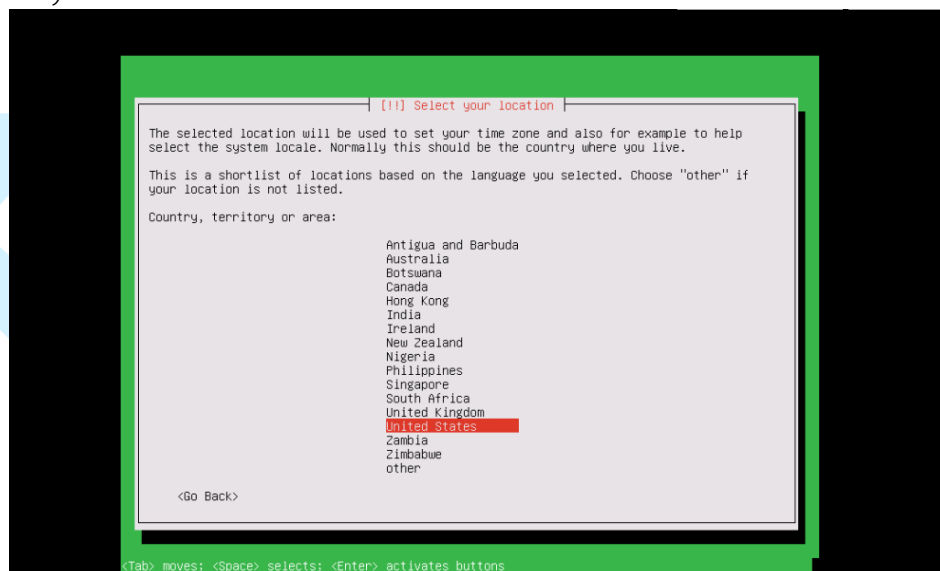 [!!] Select your location
The selected location will be used to set your time zone and also for example to help
select the system locale. Normally this should be the country where you live.
This is a shortlist of locations based on the language you selected. Choose "other" if
your location is not listed.
Country, territory or area:
Antigua and Barbuda
Australia
Botswana
Canada
Hong Kong
India
Ireland
New Zealand
Nigeria
Philippines
Singapore
South Africa
United Kingdom
United States
Zambia
Zimbabwe
other
<Go Back>
<Tab> moves; <Space> selects; <Enter> activates buttons